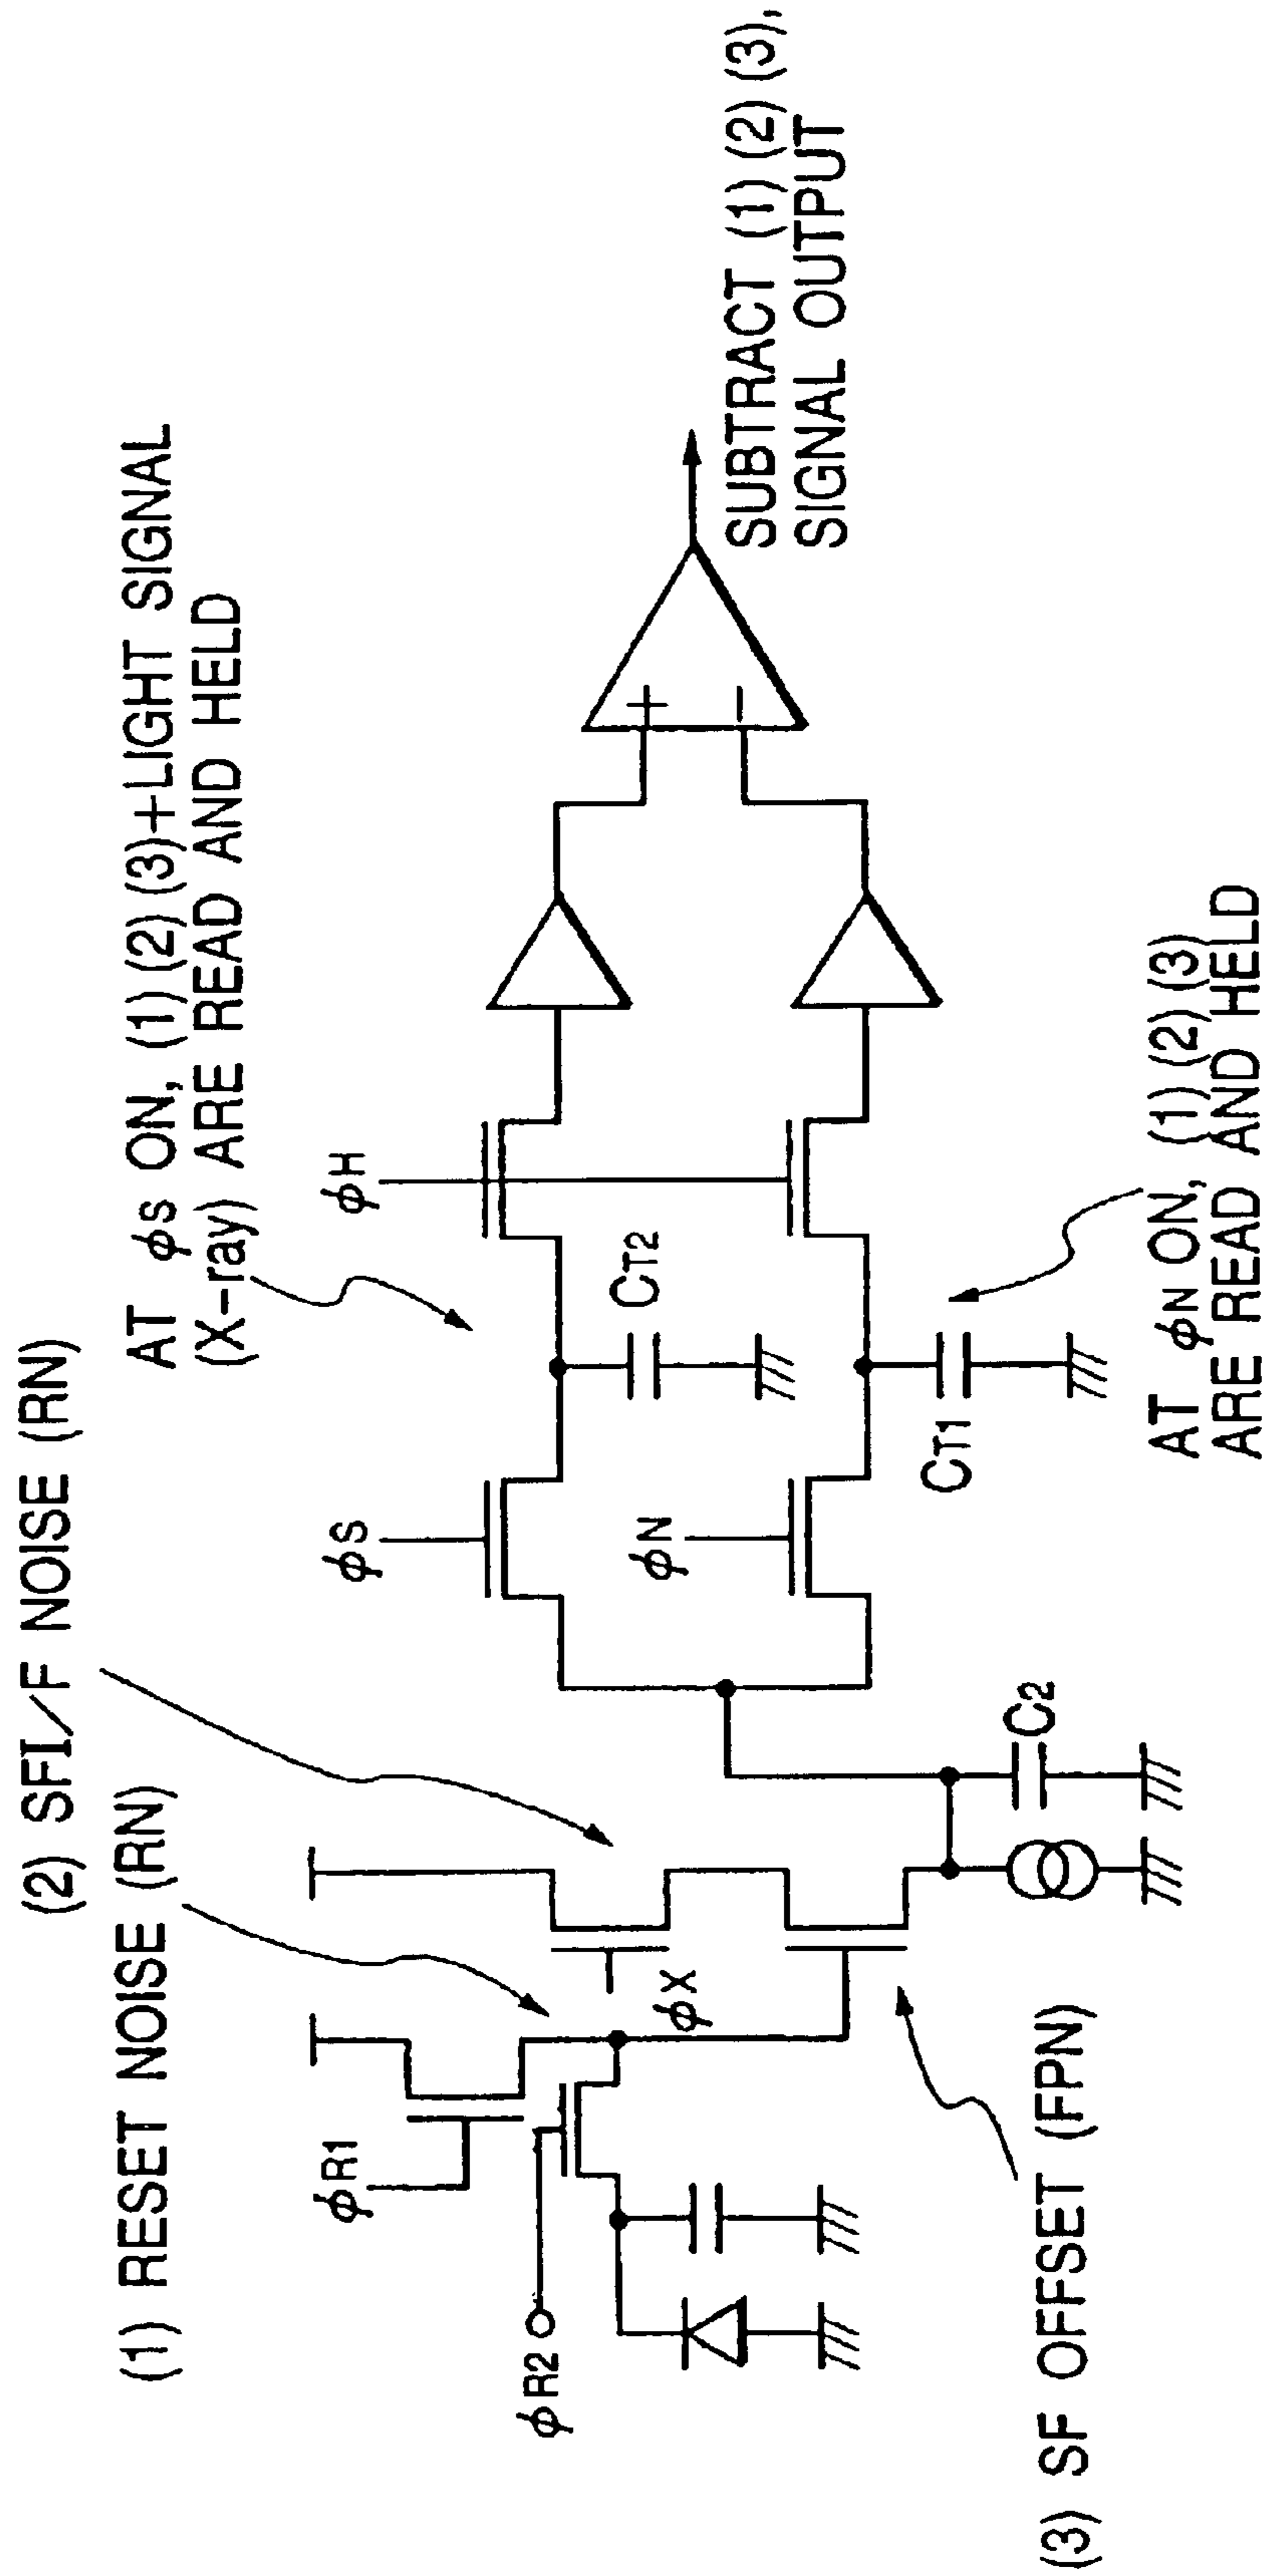 (2) SFI/F NOISE (RN)
(1) RESET NOISE (RN)
AT ϕS ON, (1) (2) (3)+LIGHT SIGNAL
(X-ray) ARE READ AND HELD
ϕR1
ϕR2
ϕX
ϕS
ϕH
ϕN
CT2
CT1
C2
+
−
SUBTRACT (1) (2) (3),
SIGNAL OUTPUT
(3) SF OFFSET (FPN)
AT ϕN ON, (1) (2) (3)
ARE READ AND HELD